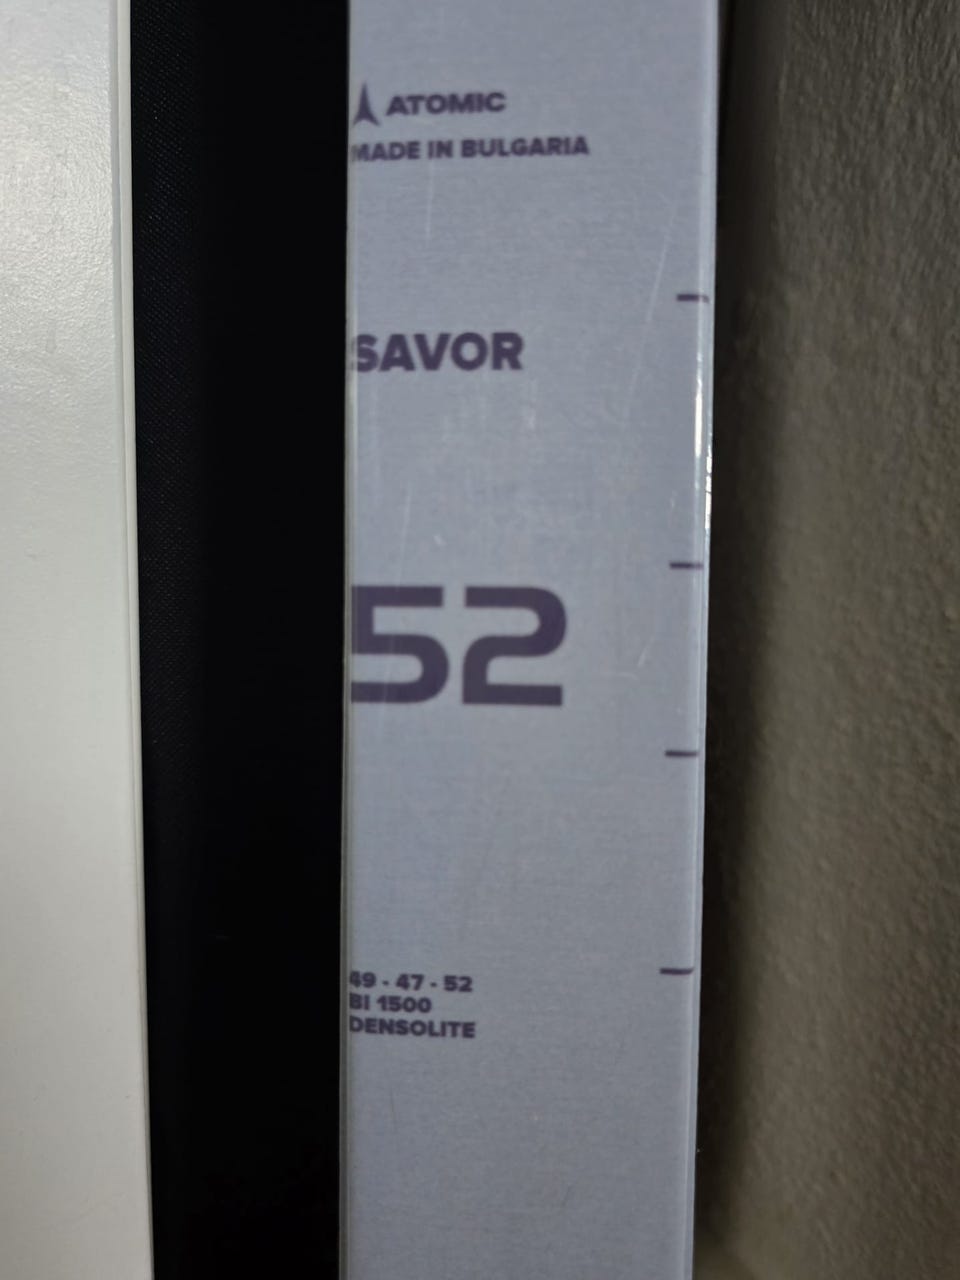 ATOMIC
MADE IN BULGARIA
SAVOR
52
49 - 47 - 52
BI 1500
DENSOLITE